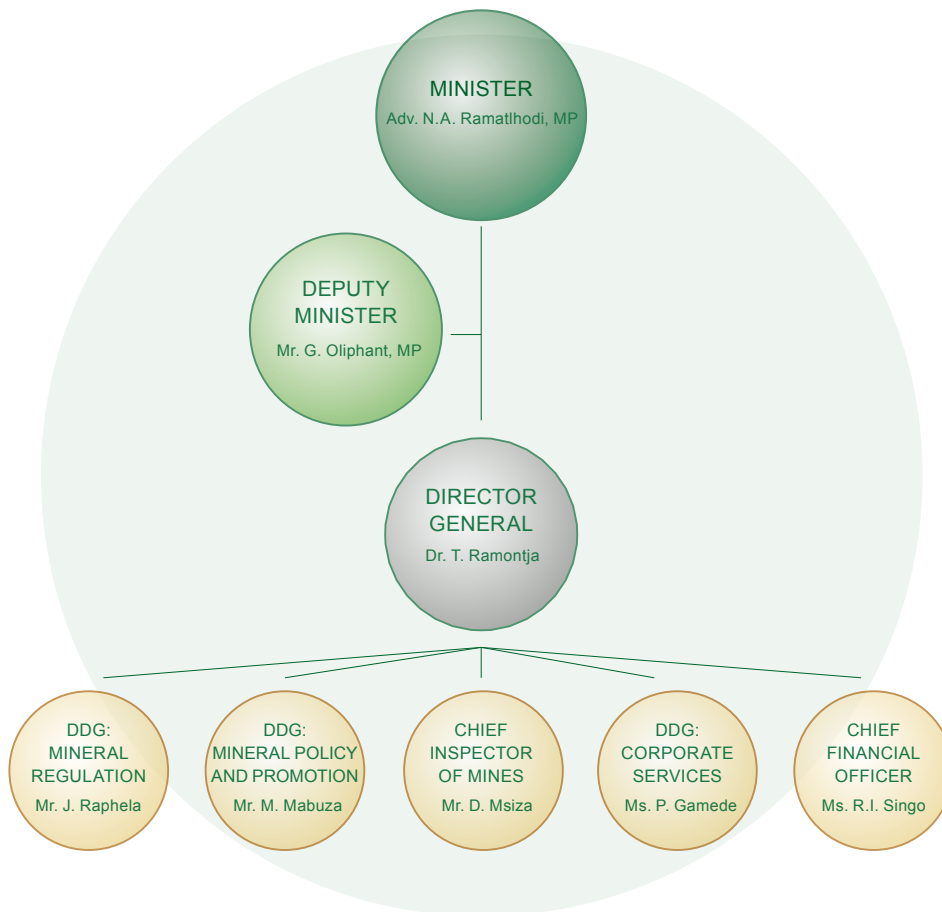 MINISTER
Adv. N.A. Ramatlhodi, MP
DEPUTY
MINISTER
Mr. G. Oliphant, MP
DIRECTOR
GENERAL
Dr. T. Ramontja
DDG:
MINERAL
REGULATION
Mr. J. Raphela
DDG:
MINERAL POLICY
AND PROMOTION
Mr. M. Mabuza
CHIEF
INSPECTOR
OF MINES
Mr. D. Msiza
DDG:
CORPORATE
SERVICES
Ms. P. Gamede
CHIEF
FINANCIAL
OFFICER
Ms. R.I. Singo